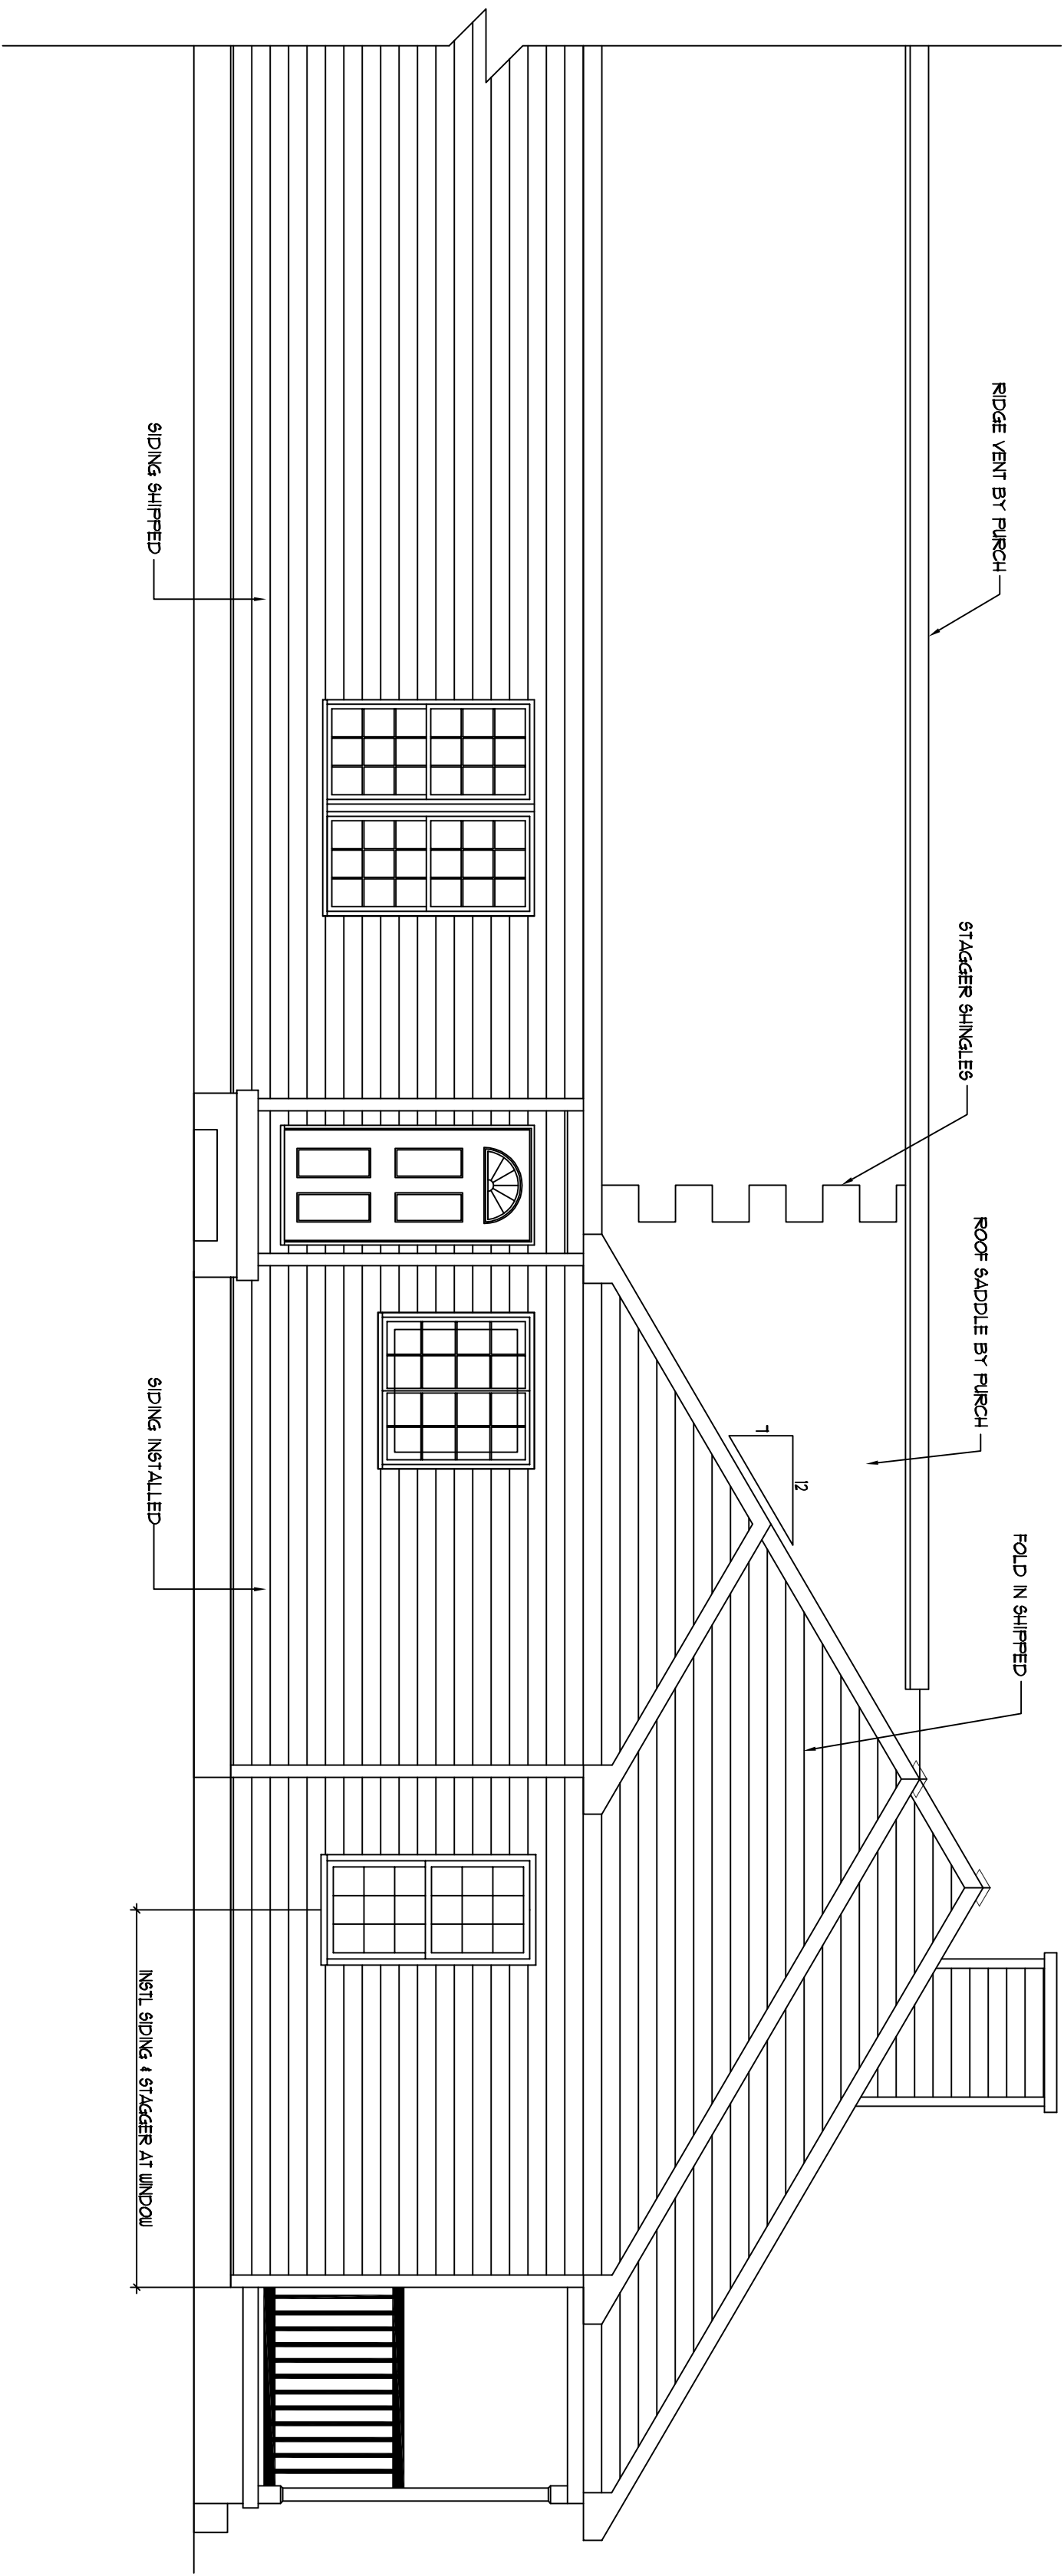 RIDGE VENT BY PURCH
STAGGER SHINGLES
ROOF SADDLE BY PURCH
FOLD IN SHIPPED
7
12
SIDING SHIPPED
SIDING INSTALLED
INSTL SIDING & STAGGER AT WINDOW